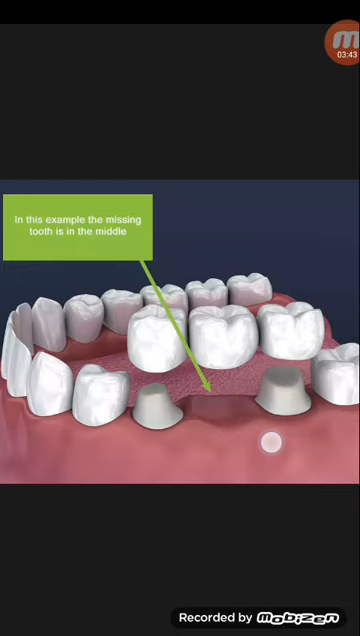 03:43
In this example the missing
tooth is in the middle
Recorded by Mobizen